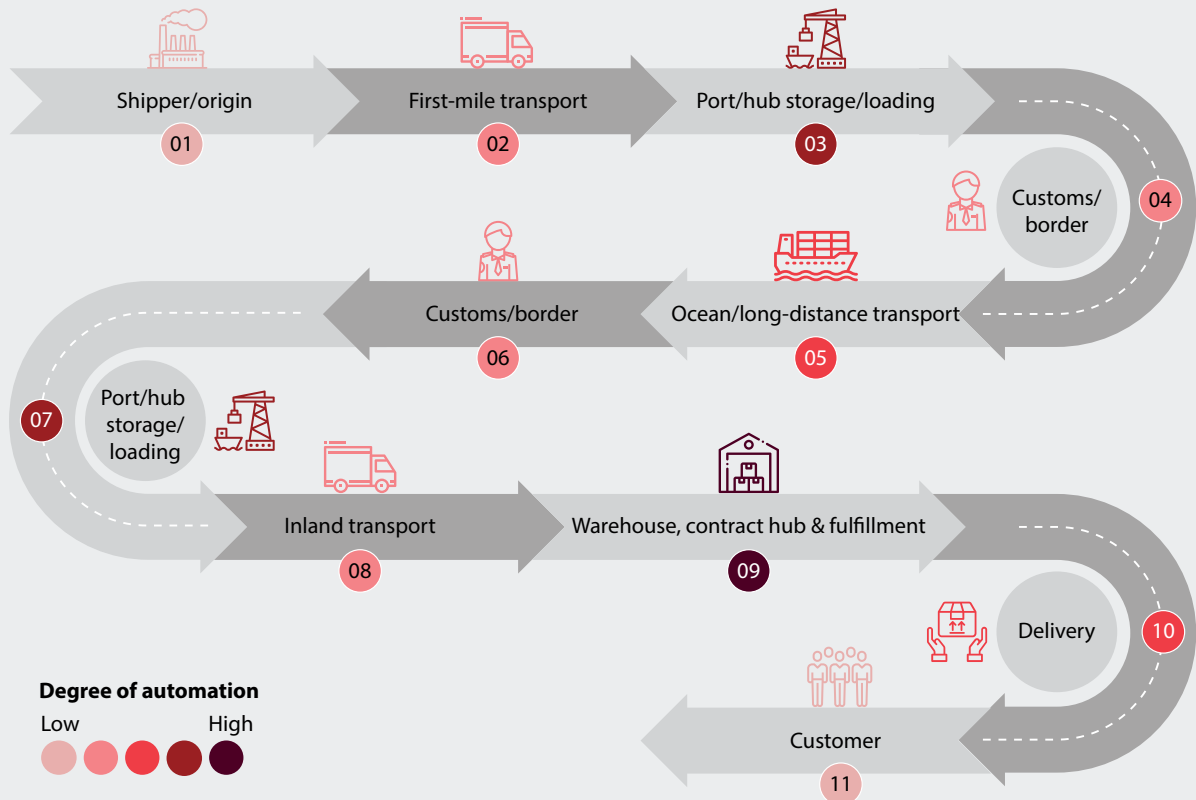 Shipper/origin
01
First-mile transport
02
Port/hub storage/loading
03
Customs/
border
04
Ocean/long-distance transport
05
Customs/border
06
Port/hub
storage/
loading
07
Inland transport
08
Warehouse, contract hub & fulfillment
09
Delivery
10
Customer
11
Degree of automation
Low High